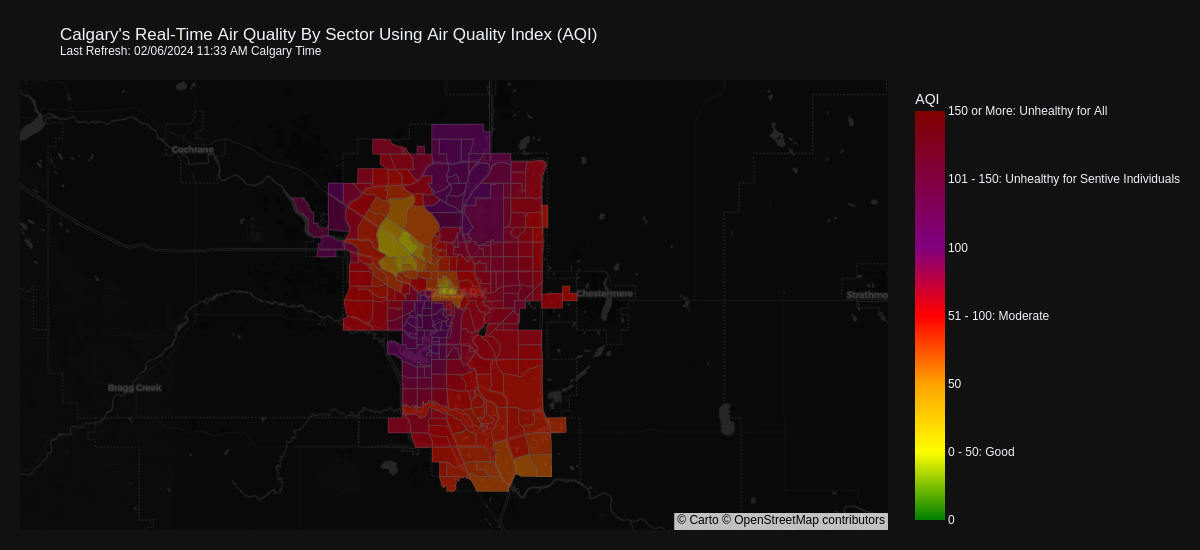 Calgary's Real-Time Air Quality By Sector Using Air Quality Index (AQI)
Last Refresh: 02/06/2024 11:33 AM Calgary Time
AQI
150 or More: Unhealthy for All
Cochrane
101 - 150: Unhealthy for Sentive Individuals
100
CALGARY
Chestermere
Strathmo
51 - 100: Moderate
50
Bragg Creek
0 - 50: Good
0
© Carto © OpenStreetMap contributors